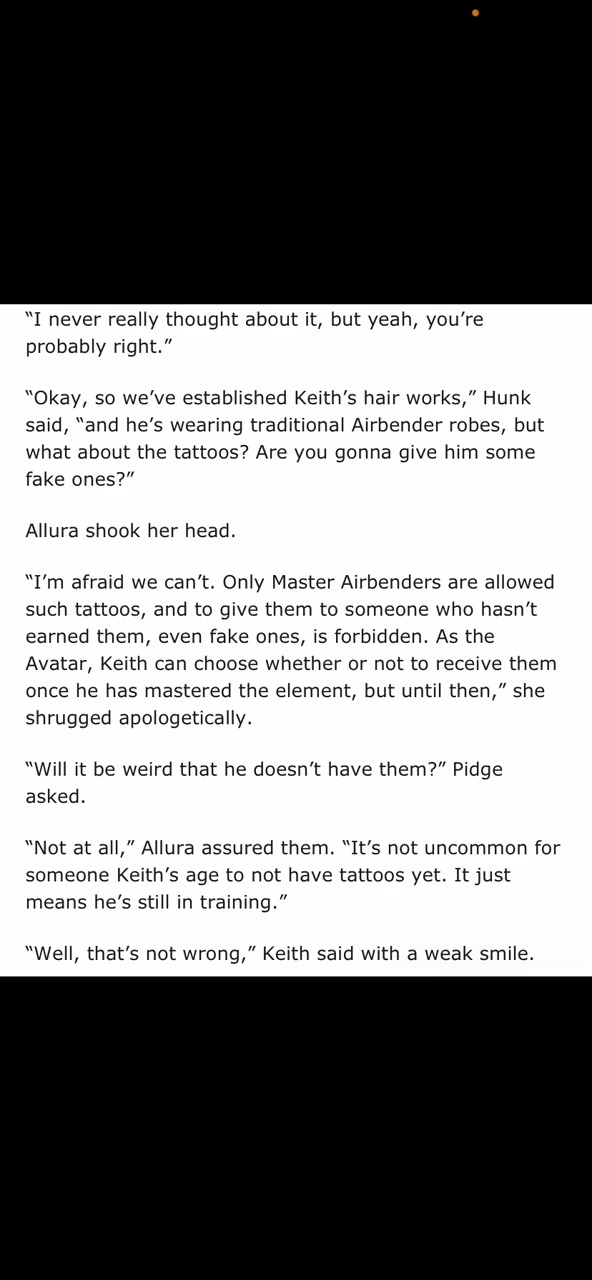 “I never really thought about it, but yeah, you’re
probably right.”
“Okay, so we’ve established Keith’s hair works,” Hunk
said, “and he’s wearing traditional Airbender robes, but
what about the tattoos? Are you gonna give him some
fake ones?”
Allura shook her head.
“I’m afraid we can’t. Only Master Airbenders are allowed
such tattoos, and to give them to someone who hasn’t
earned them, even fake ones, is forbidden. As the
Avatar, Keith can choose whether or not to receive them
once he has mastered the element, but until then,” she
shrugged apologetically.
“Will it be weird that he doesn’t have them?” Pidge
asked.
“Not at all,” Allura assured them. “It’s not uncommon for
someone Keith’s age to not have tattoos yet. It just
means he’s still in training.”
“Well, that’s not wrong,” Keith said with a weak smile.